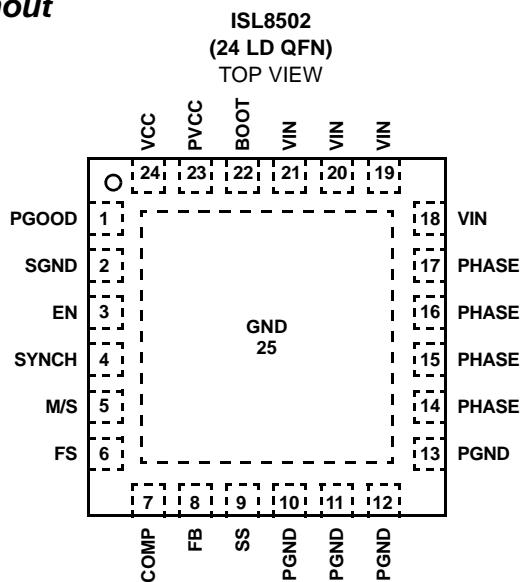 nout
ISL8502
(24 LD QFN)
TOP VIEW
VCC PVCC BOOT VIN VIN VIN
24 23 22 21 20 19
PGOOD 1 18 VIN
SGND 2 17 PHASE
EN 3 16 PHASE
GND
25
SYNCH 4 15 PHASE
M/S 5 14 PHASE
FS 6 13 PGND
7 8 9 10 11 12
COMP FB SS PGND PGND PGND